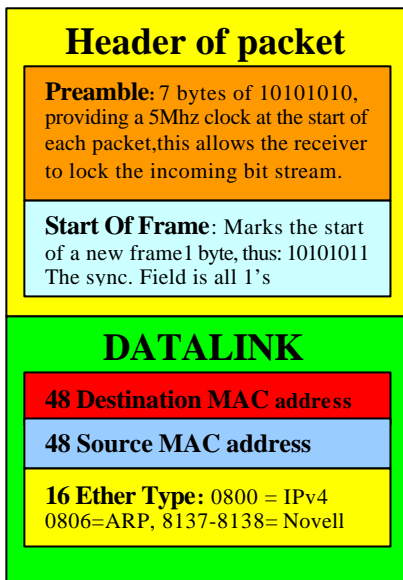 Header of packet
Preamble: 7 bytes of 10101010,
providing a 5Mhz clock at the start of
each packet,this allows the receiver
to lock the incoming bit stream.
Start Of Frame: Marks the start
of a new frame1 byte, thus: 10101011
The sync. Field is all 1's
DATALINK
48 Destination MAC address
48 Source MAC address
16 Ether Type: 0800 = IPv4
0806=ARP, 8137-8138= Novell